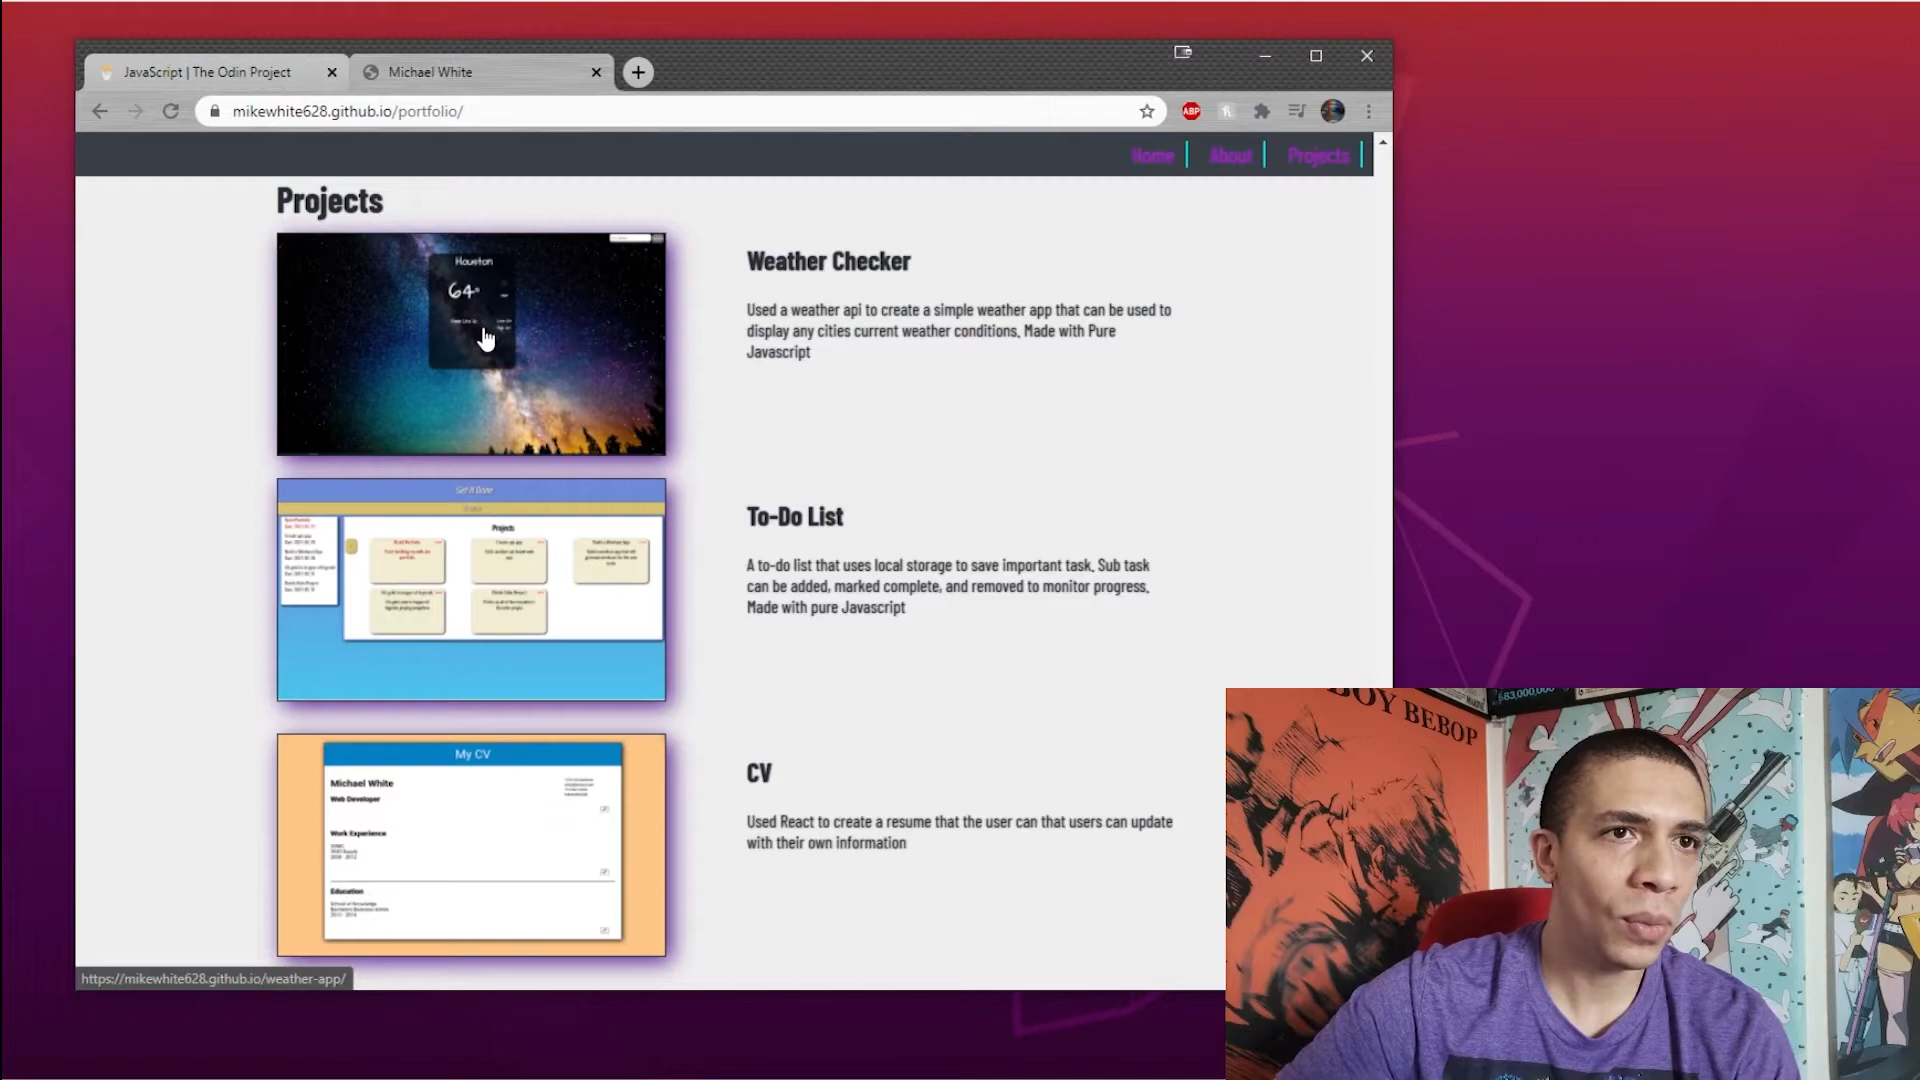 JavaScript | The Odin Project
Michael White
mikewhite628.github.io/portfolio/
ABP
Home
About
Projects
Projects
Houston
64°
Weather Checker
Used a weather api to create a simple weather app that can be used to
display any cities current weather conditions. Made with Pure
Javascript
Get It Done
Projects
To-Do List
A to-do list that uses local storage to save important task. Sub task
can be added, marked complete, and removed to monitor progress.
Made with pure Javascript
My CV
Michael White
Web Developer
Work Experience
Education
CV
Used React to create a resume that the user can that users can update
with their own information
https://mikewhite628.github.io/weather-app/
OY BEBOP
83,000,000